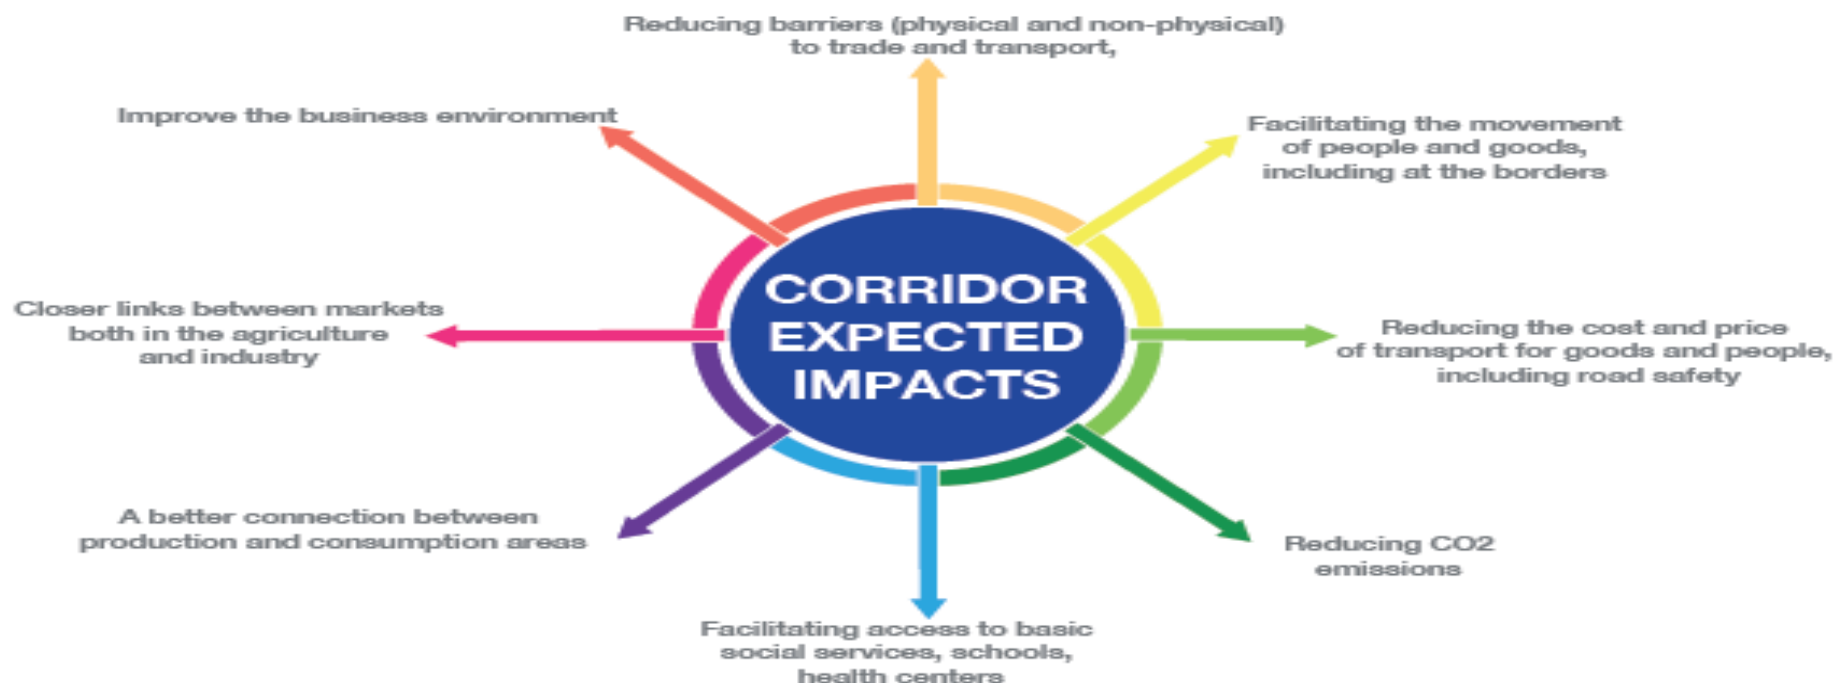 Reducing barriers (physical and non-physical)
to trade and transport,
Improve the business environment
Facilitating the movement
of people and goods,
including at the borders
CORRIDOR
EXPECTED
IMPACTS
Closer links between markets
both in the agriculture
and industry
Reducing the cost and price
of transport for goods and people,
including road safety
A better connection between
production and consumption areas
Reducing CO2
emissions
Facilitating access to basic
social services, schools,
health centers